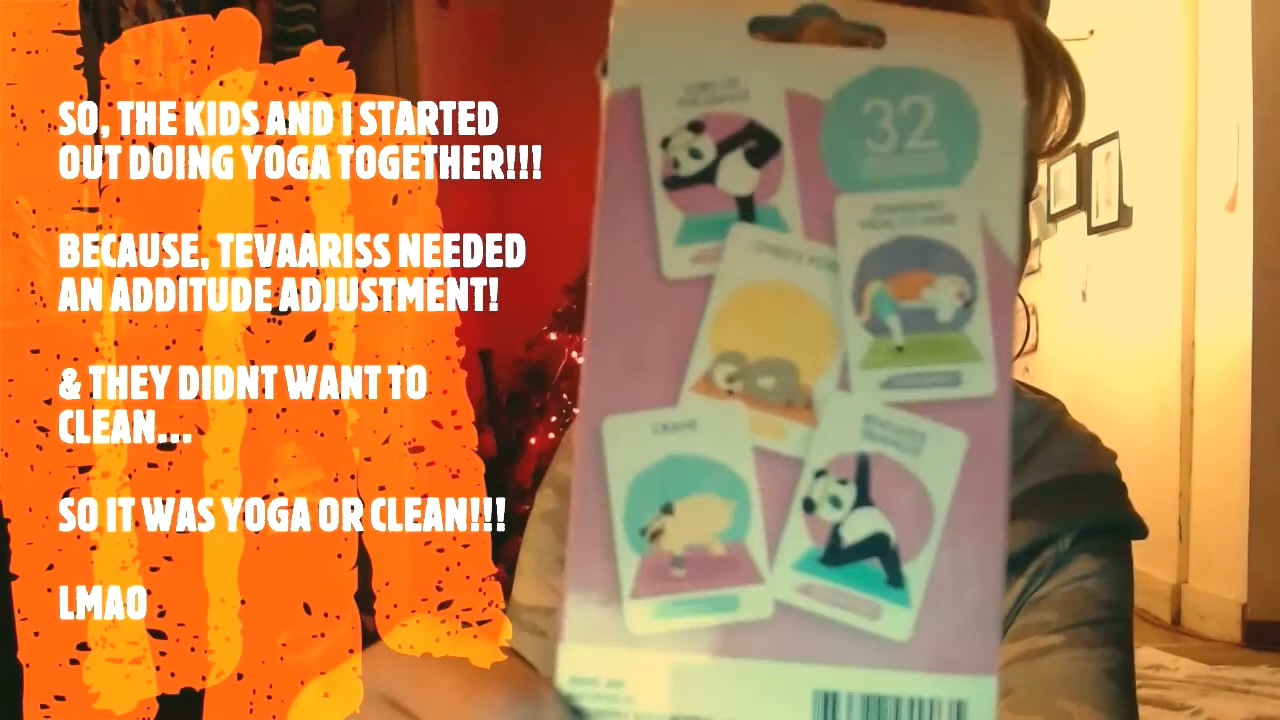 SO, THE KIDS AND I STARTED
OUT DOING YOGA TOGETHER!!!
BECAUSE, TEVAARISS NEEDED
AN ADDITUDE ADJUSTMENT!
& THEY DIDNT WANT TO
CLEAN...
SO IT WAS YOGA OR CLEAN!!!
LMAO
32
CRANE